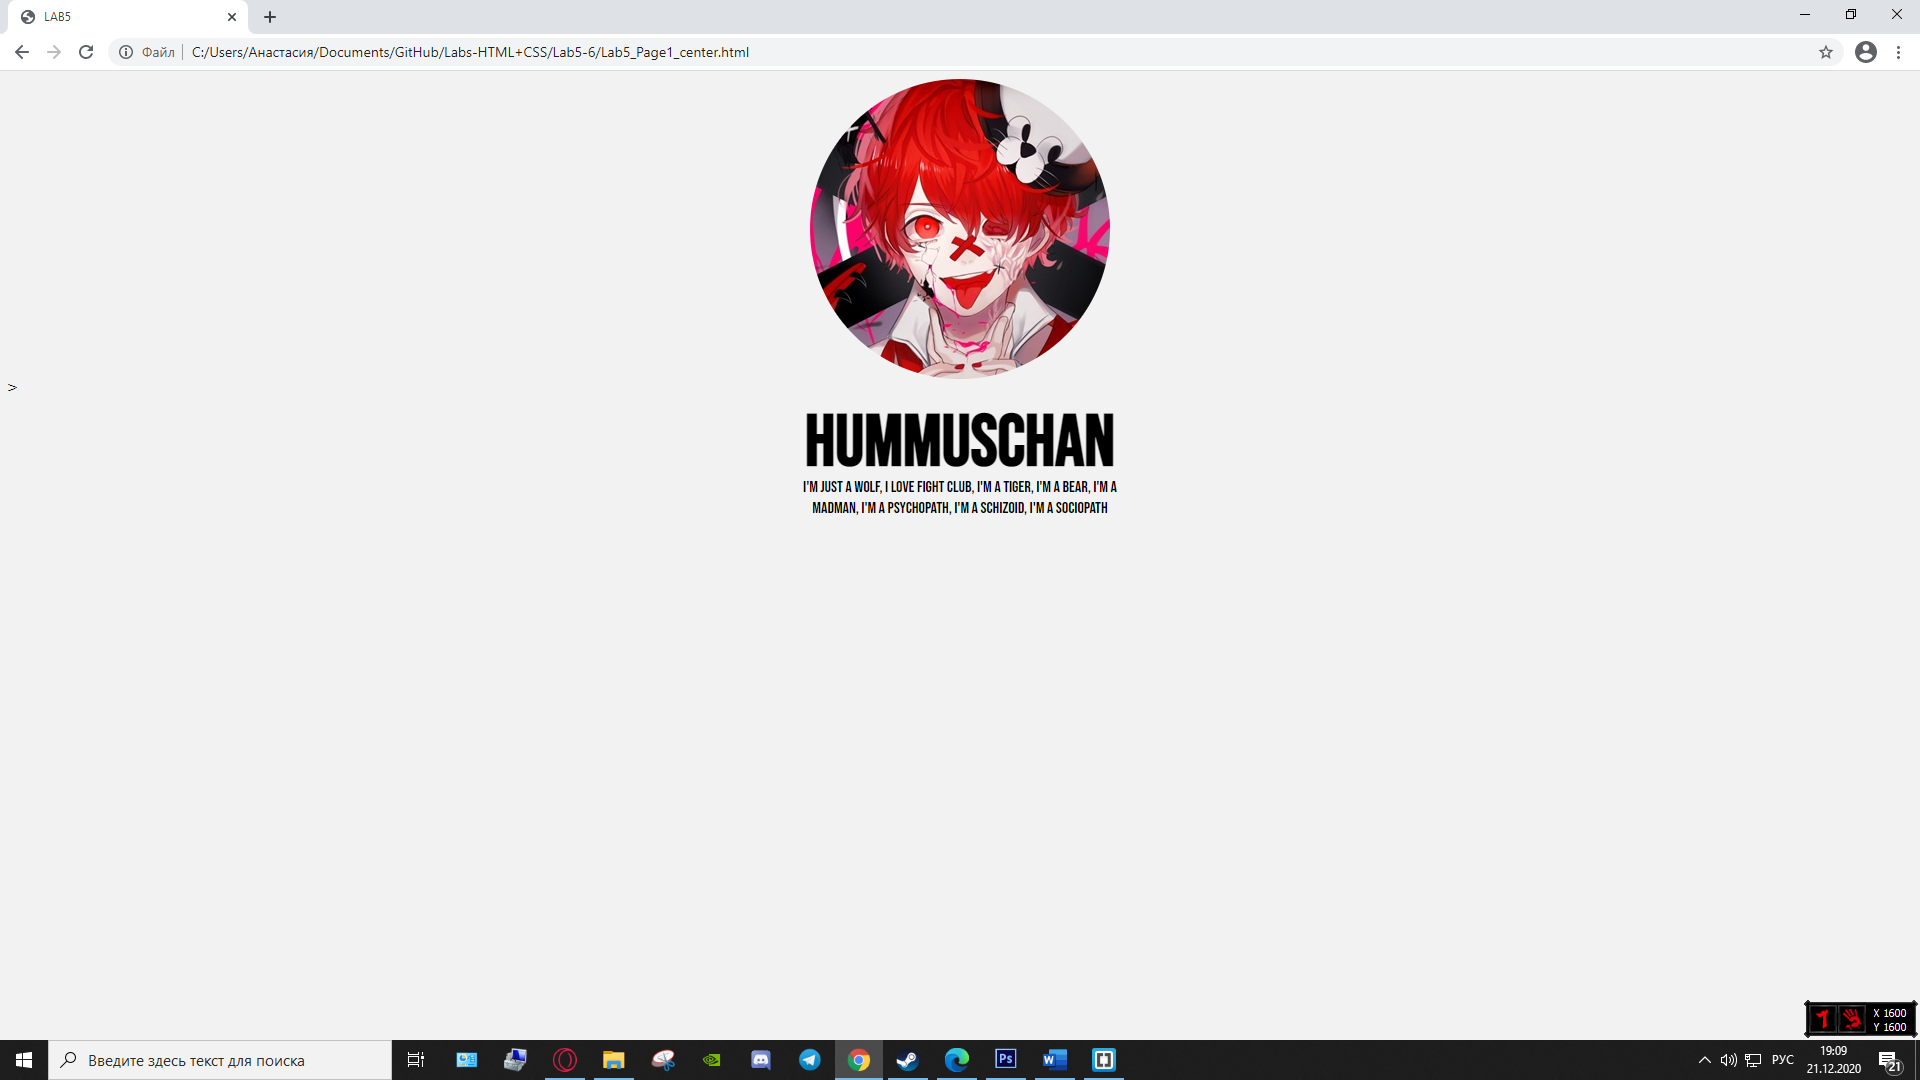 LAB5
Файл
C:/Users/Анастасия/Documents/GitHub/Labs-HTML+CSS/Lab5-6/Lab5_Page1_center.html
>
HUMMUSCHAN
I'M JUST A WOLF, I LOVE FIGHT CLUB, I'M A TIGER, I'M A BEAR, I'M A
MADMAN, I'M A PSYCHOPATH, I'M A SCHIZOID, I'M A SOCIOPATH
X 1600
Y 1600
Введите здесь текст для поиска
Ps
W
РУС
19:09
21.12.2020
21